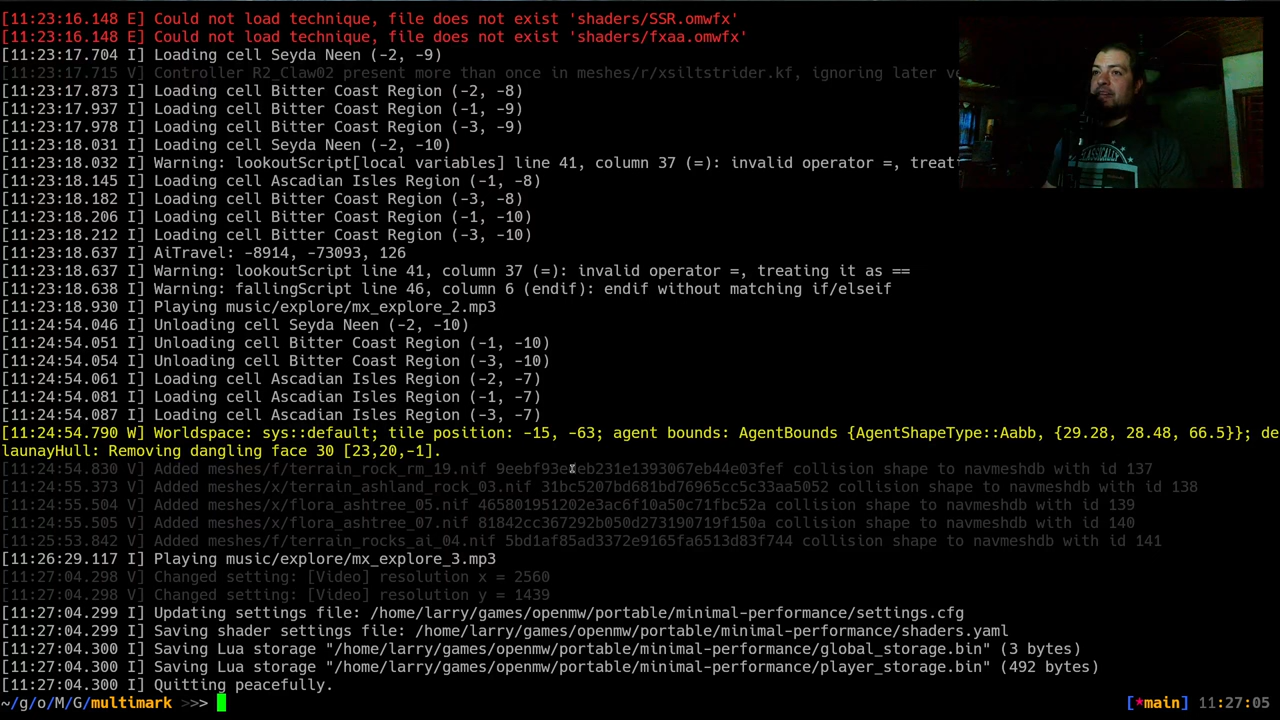 [11:23:16.148 E] Could not load technique, file does not exist 'shaders/SSR.omwfx'
[11:23:16.148 E] Could not load technique, file does not exist 'shaders/fxaa.omwfx'
[11:23:17.704 I] Loading cell Seyda Neen (-2, -9)
[11:23:17.715 V] Controller R2_Claw02 present more than once in meshes/r/xsiltstrider.kf, ignoring later ve
[11:23:17.873 I] Loading cell Bitter Coast Region (-2, -8)
[11:23:17.937 I] Loading cell Bitter Coast Region (-1, -9)
[11:23:17.978 I] Loading cell Bitter Coast Region (-3, -9)
[11:23:18.031 I] Loading cell Seyda Neen (-2, -10)
[11:23:18.032 I] Warning: lookoutScript[local variables] line 41, column 37 (=): invalid operator =, treat
[11:23:18.145 I] Loading cell Ascadian Isles Region (-1, -8)
[11:23:18.182 I] Loading cell Bitter Coast Region (-3, -8)
[11:23:18.206 I] Loading cell Bitter Coast Region (-1, -10)
[11:23:18.212 I] Loading cell Bitter Coast Region (-3, -10)
[11:23:18.637 I] AiTravel: -8914, -73093, 126
[11:23:18.637 I] Warning: lookoutScript line 41, column 37 (=): invalid operator =, treating it as ==
[11:23:18.638 I] Warning: fallingScript line 46, column 6 (endif): endif without matching if/elseif
[11:23:18.930 I] Playing music/explore/mx_explore_2.mp3
[11:24:54.046 I] Unloading cell Seyda Neen (-2, -10)
[11:24:54.051 I] Unloading cell Bitter Coast Region (-1, -10)
[11:24:54.054 I] Unloading cell Bitter Coast Region (-3, -10)
[11:24:54.061 I] Loading cell Ascadian Isles Region (-2, -7)
[11:24:54.081 I] Loading cell Ascadian Isles Region (-1, -7)
[11:24:54.087 I] Loading cell Ascadian Isles Region (-3, -7)
[11:24:54.790 W] Worldspace: sys::default; tile position: -15, -63; agent bounds: AgentBounds {AgentShapeType::Aabb, {29.28, 28.48, 66.5}}; de
launayHull: Removing dangling face 30 [23,20,-1].
[11:24:54.830 V] Added meshes/f/terrain_rock_rm_19.nif collision shape to navmeshdb with id 137
[11:24:55.373 V] Added meshes/x/terrain_ashland_rock_03.nif 31bc5207bd681bd76965cc5c33aa5052 collision shape to navmeshdb with id 138
[11:24:55.504 V] Added meshes/x/flora_ashtree_05.nif 465801951202aec4f106a10a50c71fbc52a collision shape to navmeshdb with id 139
[11:24:55.505 V] Added meshes/x/flora_ashtree_07.nif 81842cc367292b050d273190719f150a collision shape to navmeshdb with id 140
[11:25:53.842 V] Added meshes/x/terrain_rocks_ai_04.nif 5bd1af85ad3372e9165fa6513d83f744 collision shape to navmeshdb with id 141
[11:26:29.117 I] Playing music/explore/mx_explore_3.mp3
[11:27:04.298 V] Changed setting: [Video] resolution x = 2560
[11:27:04.298 V] Changed setting: [Video] resolution y = 1439
[11:27:04.299 I] Updating settings file: /home/larry/games/openmw/portable/minimal-performance/settings.cfg
[11:27:04.299 I] Saving shader settings file: /home/larry/games/openmw/portable/minimal-performance/shaders.yaml
[11:27:04.300 I] Saving Lua storage "/home/larry/games/openmw/portable/minimal-performance/global_storage.bin" (3 bytes)
[11:27:04.300 I] Saving Lua storage "/home/larry/games/openmw/portable/minimal-performance/player_storage.bin" (492 bytes)
[11:27:04.300 I] Quitting peacefully.
~/g/o/M/G/multimark >>> [*main] 11:27:05